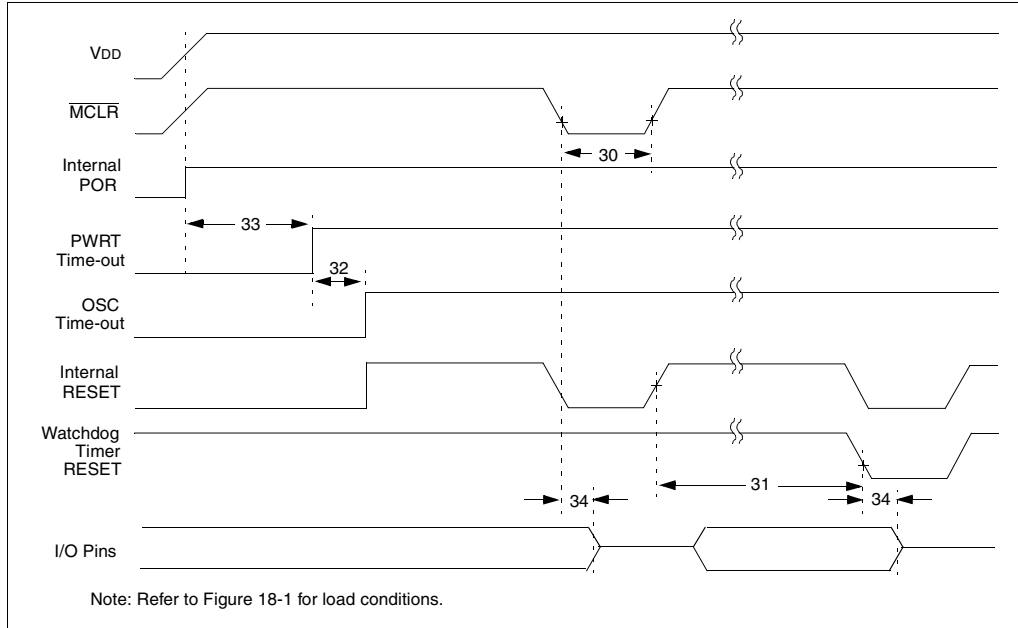 VDD
MCLR
30
Internal
POR
33
PWRT
Time-out
32
OSC
Time-out
Internal
RESET
Watchdog
Timer
RESET
31
34
34
I/O Pins
Note: Refer to Figure 18-1 for load conditions.